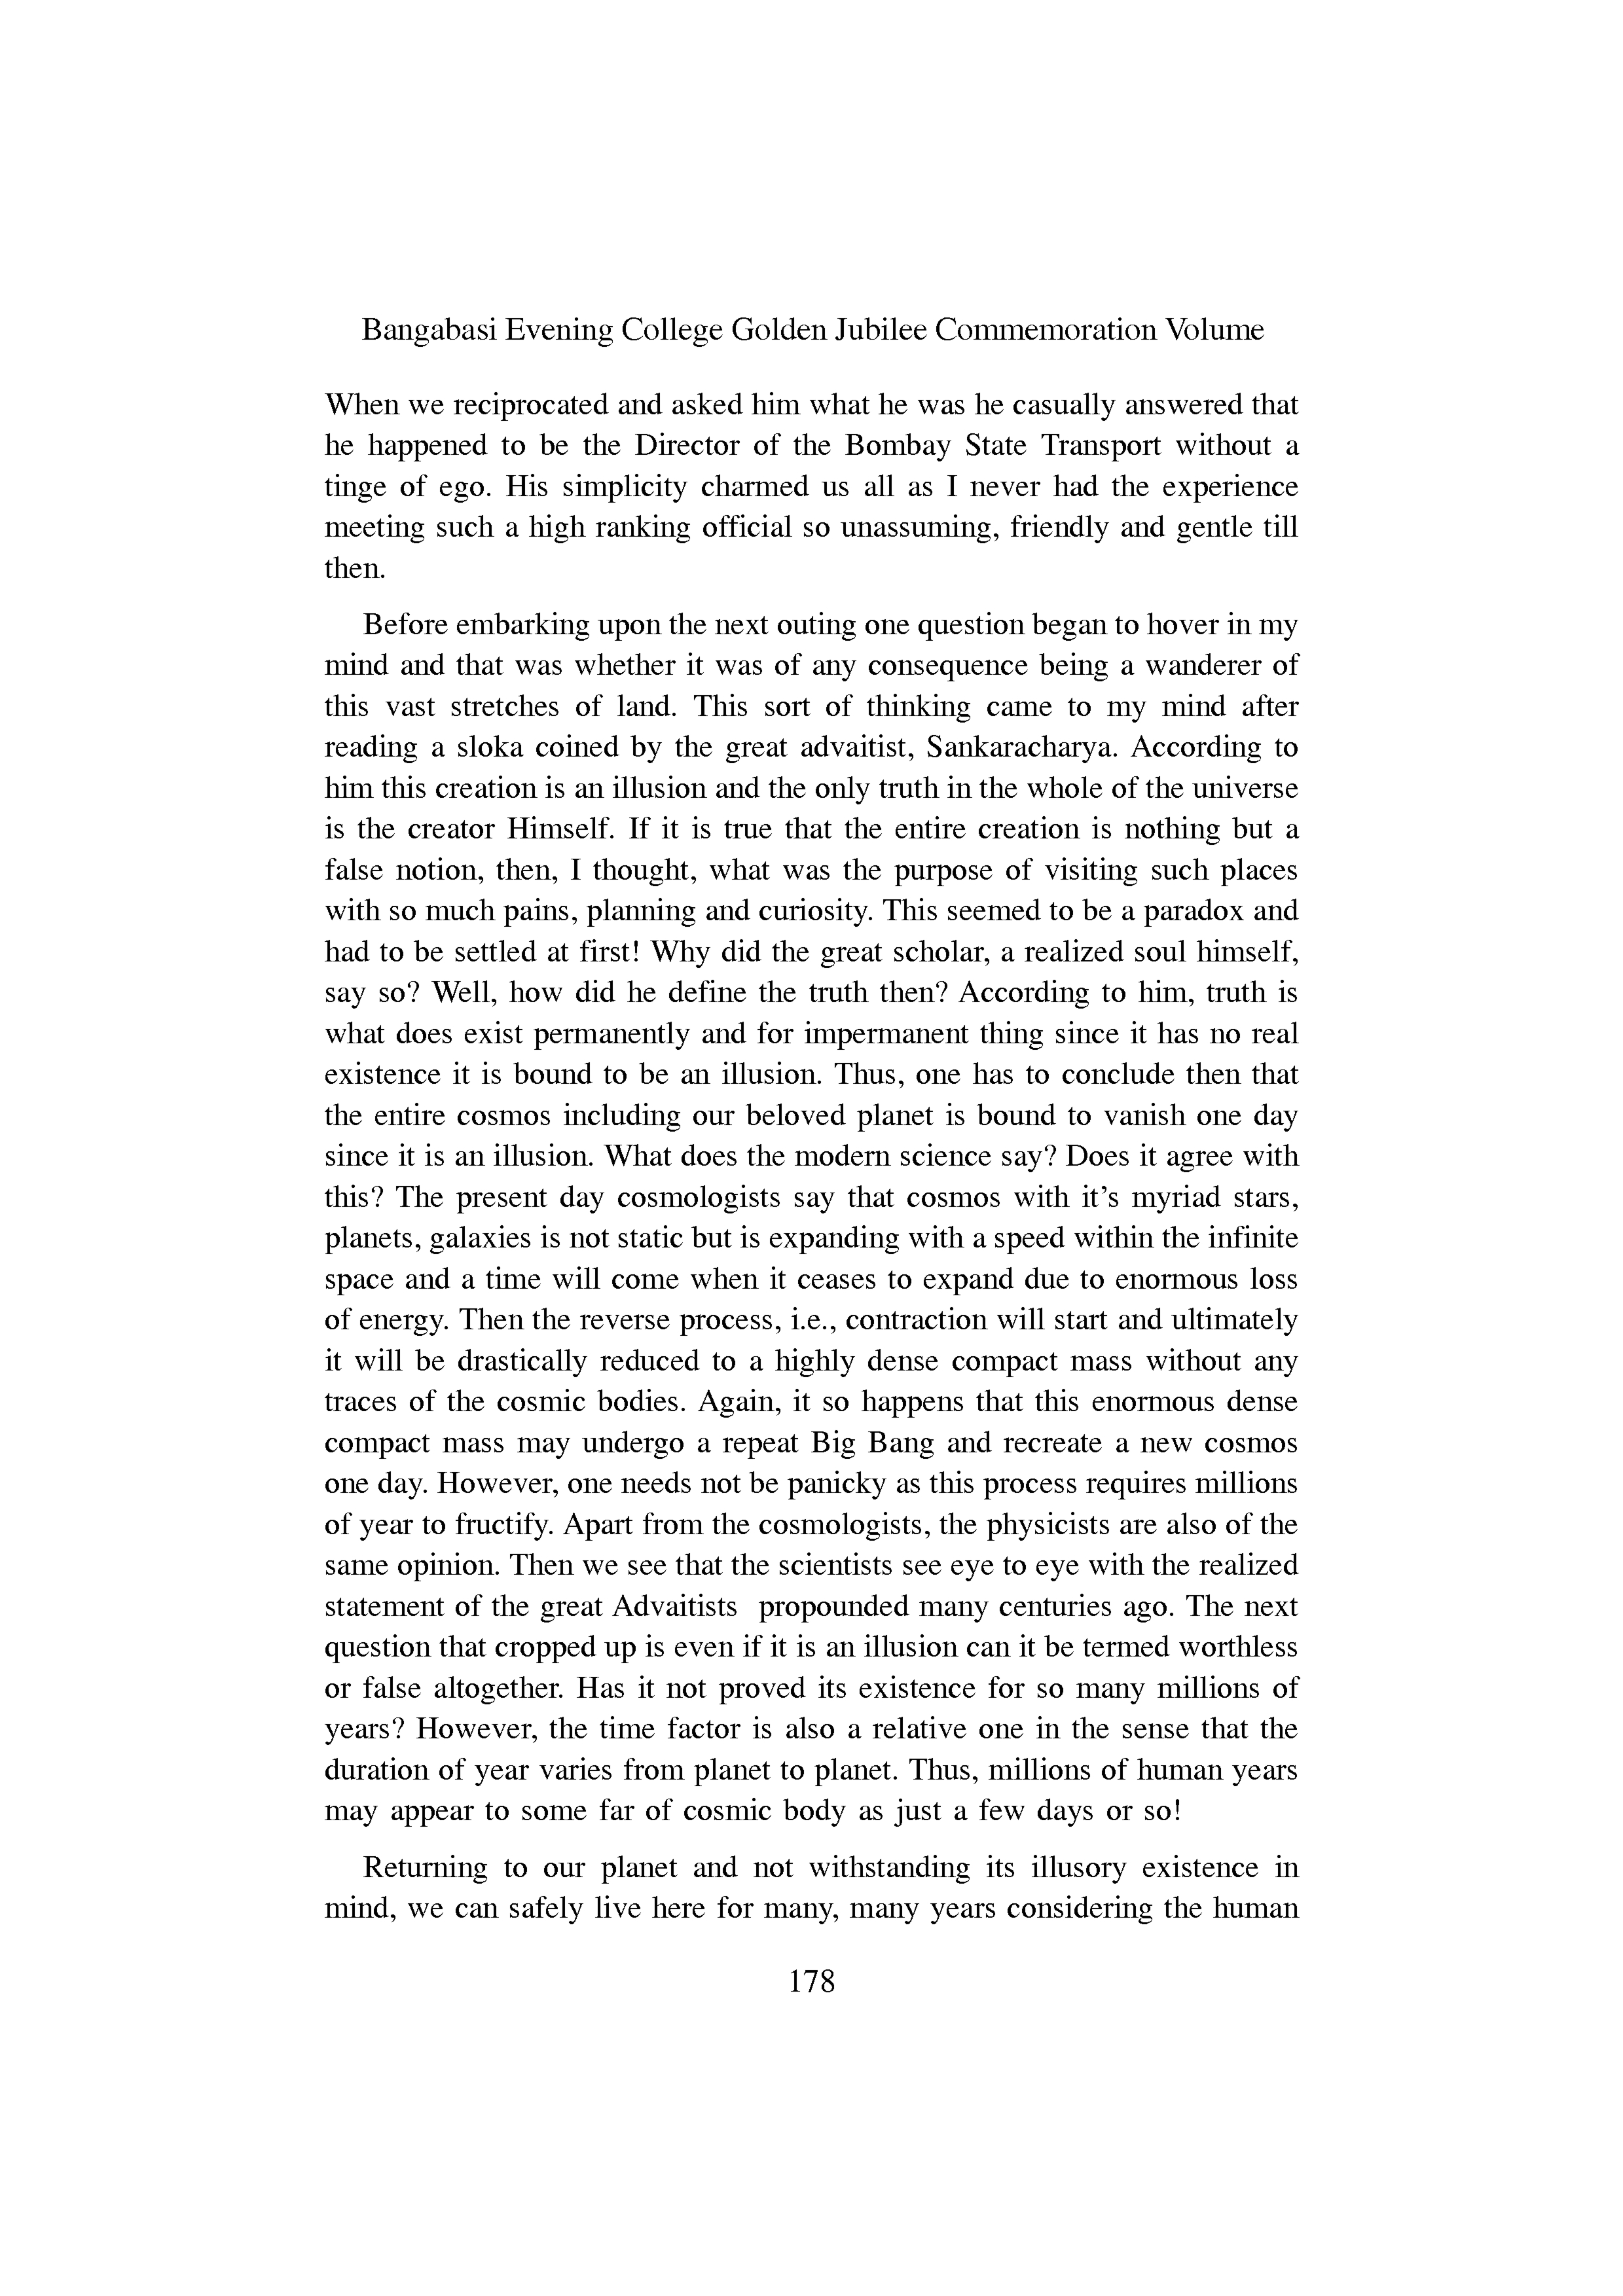 Bangabasi Evening College Golden Jubilee Commemoration Volume
When we reciprocated and asked him what he was he casually answered that
he happened to be the Director of the Bombay State Transport without a
tinge of ego. His simplicity charmed us all as I never had the experience
meeting such a high ranking official so unassuming, friendly and gentle till
then.
Before embarking upon the next outing one question began to hover in my
mind and that was whether it was of any consequence being a wanderer of
this vast stretches of land. This sort of thinking came to my mind after
reading a sloka coined by the great advaitist, Sankaracharya. According to
him this creation is an illusion and the only truth in the whole of the universe
is the creator Himself. If it is true that the entire creation is nothing but a
false notion, then, I thought, what was the purpose of visiting such places
with so much pains, planning and curiosity. This seemed to be a paradox and
had to be settled at first! Why did the great scholar, a realized soul himself,
say so? Well, how did he define the truth then? According to him, truth is
what does exist permanently and for impermanent thing since it has no real
existence it is bound to be an illusion. Thus, one has to conclude then that
the entire cosmos including our beloved planet is bound to vanish one day
since it is an illusion. What does the modern science say? Does it agree with
this? The present day cosmologists say that cosmos with it's myriad stars,
planets, galaxies is not static but is expanding with a speed within the infinite
space and a time will come when it ceases to expand due to enormous loss
of energy. Then the reverse process, i.e., contraction will start and ultimately
it will be drastically reduced to a highly dense compact mass without any
traces of the cosmic bodies. Again, it so happens that this enormous dense
compact mass may undergo a repeat Big Bang and recreate a new cosmos
one day. However, one needs not be panicky as this process requires millions
of year to fructify. Apart from the cosmologists, the physicists are also of the
same opinion. Then we see that the scientists see eye to eye with the realized
statement of the great Advaitists propounded many centuries ago. The next
question that cropped up is even if it is an illusion can it be termed worthless
or false altogether. Has it not proved its existence for so many millions of
years? However, the time factor is also a relative one in the sense that the
duration of year varies from planet to planet. Thus, millions of human years
may appear to some far of cosmic body as just a few days or so!
Returning to our planet and not withstanding its illusory existence in
mind, we can safely live here for many, many years considering the human
178